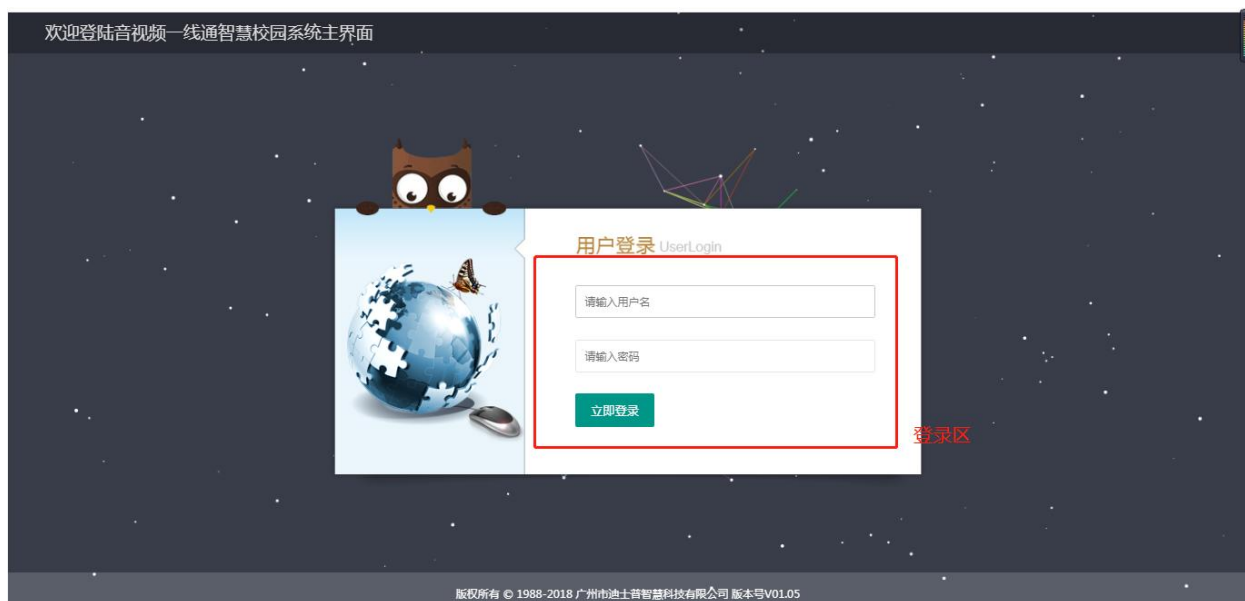 欢迎登陆音视频一线通智慧校园系统主界面
用户登录 UserLogin
请输入用户名
请输入密码
立即登录
登录区
版权所有 © 1988-2018 广州市迪士普智慧科技有限公司 版本号V01.05